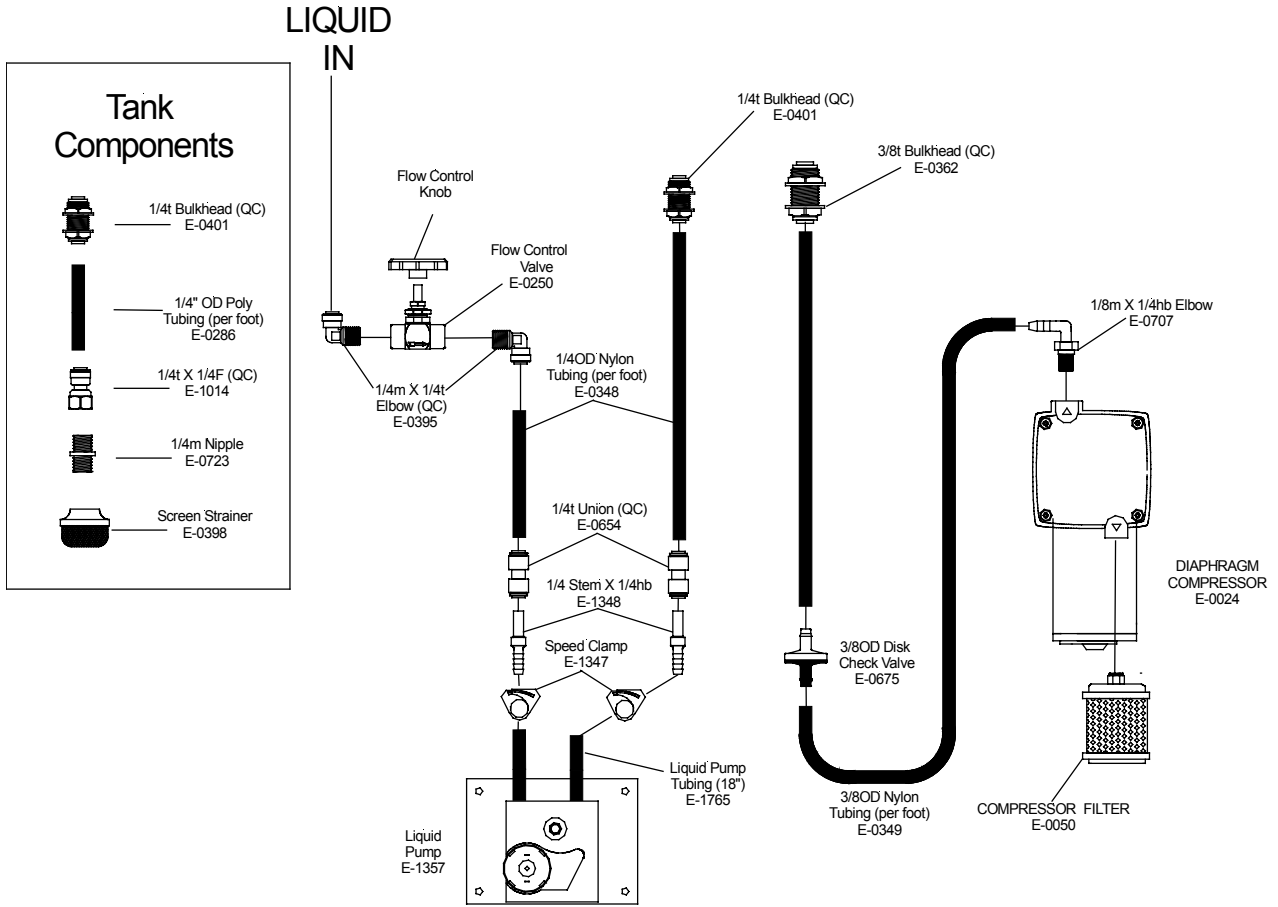 LIQUID
IN
Tank
Components
1/4t Bulkhead (QC)
E-0401
1/4" OD Poly
Tubing (per foot)
E-0286
1/4t X 1/4F (QC)
E-1014
1/4m Nipple
E-0723
Screen Strainer
E-0398
Flow Control
Knob
Flow Control
Valve
E-0250
1/4m X 1/4t
Elbow (QC)
E-0395
1/4t Bulkhead (QC)
E-0401
3/8t Bulkhead (QC)
E-0362
1/4OD Nylon
Tubing (per foot)
E-0348
1/4t Union (QC)
E-0654
1/4 Stem X 1/4hb
E-1348
Speed Clamp
E-1347
Liquid Pump
Tubing (18")
E-1765
Liquid
Pump
E-1357
3/8OD Disk
Check Valve
E-0675
3/8OD Nylon
Tubing (per foot)
E-0349
1/8m X 1/4hb Elbow
E-0707
DIAPHRAGM
COMPRESSOR
E-0024
COMPRESSOR FILTER
E-0050